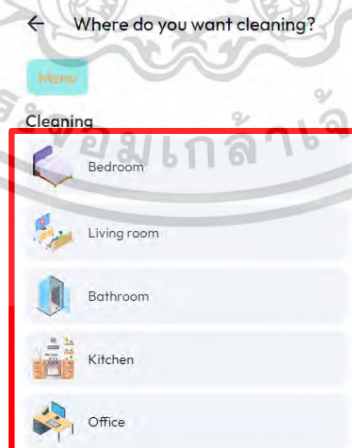 Where do you want cleaning?
Menu
Cleaning
Bedroom
Living room
Bathroom
Kitchen
Office